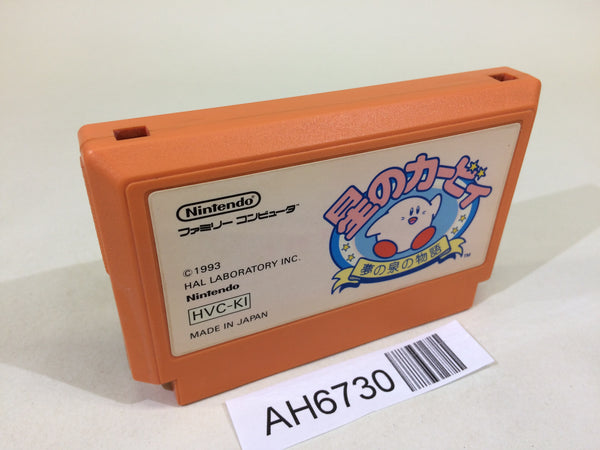 Nintendo
ファミリー コンピュータ
©1993
HAL LABORATORY INC.
Nintendo
HVC-KI
MADE IN JAPAN
星のカービィ
夢の泉の物語
TM
AH6730